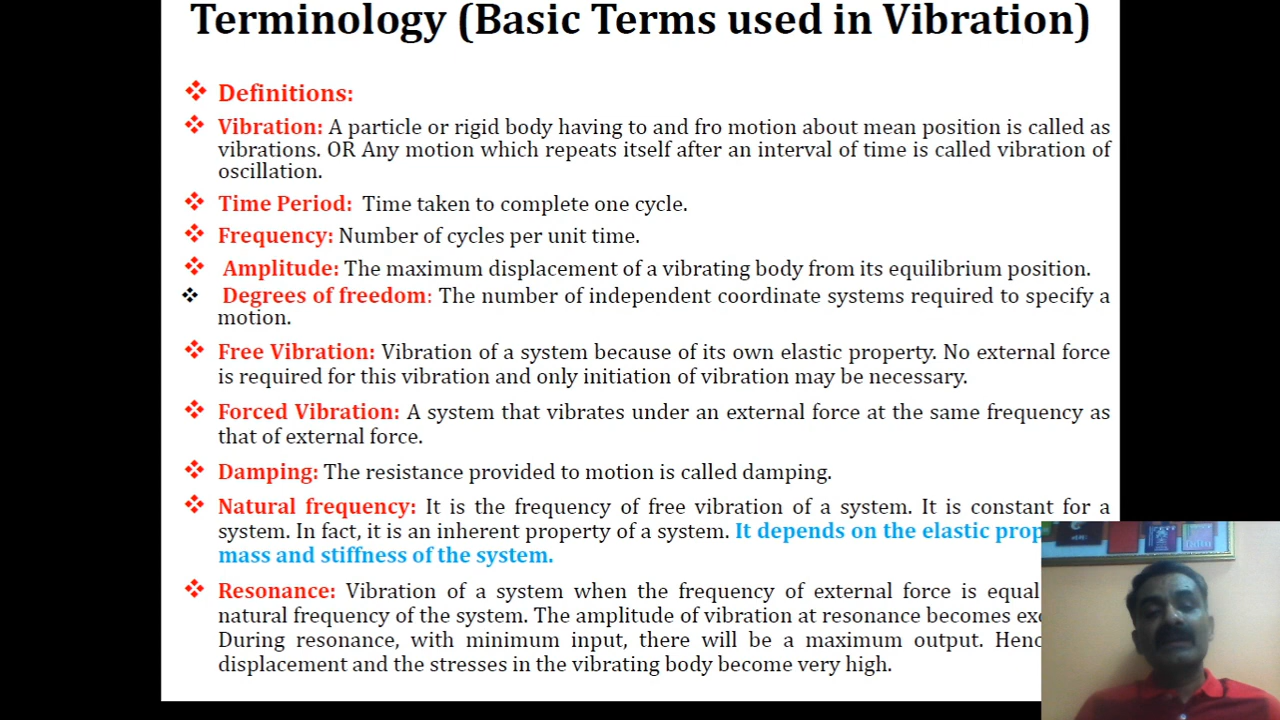 Terminology (Basic Terms used in Vibration)
Definitions:
Vibration: A particle or rigid body having to and fro motion about mean position is called as
vibrations. OR Any motion which repeats itself after an interval of time is called vibration of
oscillation.
Time Period: Time taken to complete one cycle.
Frequency: Number of cycles per unit time.
Amplitude: The maximum displacement of a vibrating body from its equilibrium position.
Degrees of freedom: The number of independent coordinate systems required to specify a
motion.
Free Vibration: Vibration of a system because of its own elastic property. No external force
is required for this vibration and only initiation of vibration may be necessary.
Forced Vibration: A system that vibrates under an external force at the same frequency as
that of external force.
Damping: The resistance provided to motion is called damping.
Natural frequency: It is the frequency of free vibration of a system. It is constant for a
system. In fact, it is an inherent property of a system. It depends on the elastic prop
mass and stiffness of the system.
Resonance: Vibration of a system when the frequency of external force is equal
natural frequency of the system. The amplitude of vibration at resonance becomes exc
During resonance, with minimum input, there will be a maximum output. Henc
displacement and the stresses in the vibrating body become very high.